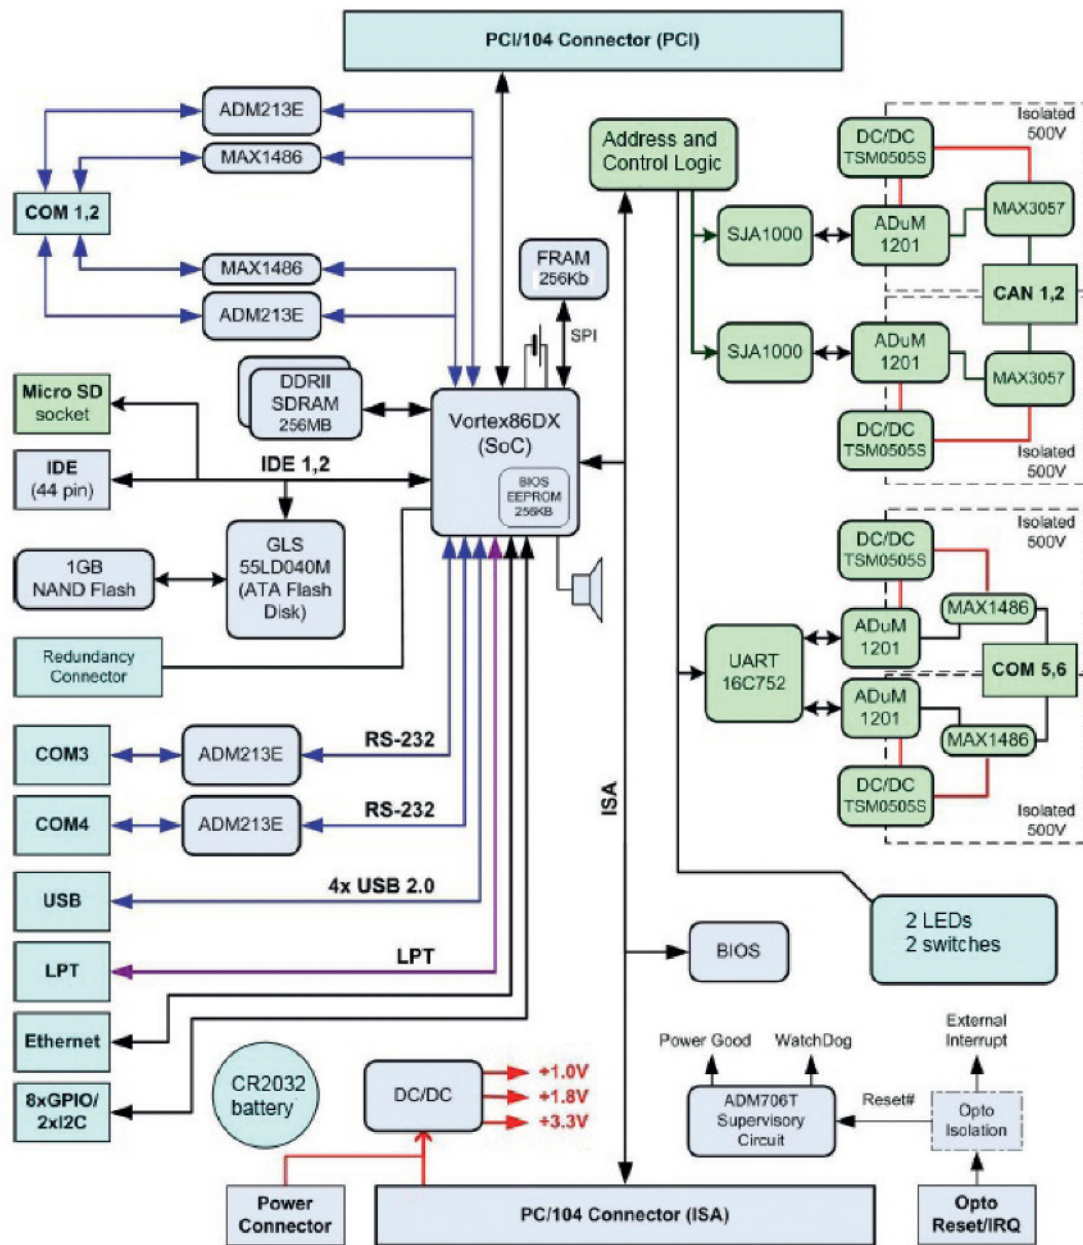 PCI/104 Connector (PCI)
ADM213E
MAX1486
COM 1,2
MAX1486
ADM213E
FRAM
256Kb
SPI
Address and
Control Logic
Isolated
500V
DC/DC
TSM0505S
MAX3057
SJA1000
ADuM
1201
CAN 1,2
SJA1000
ADuM
1201
MAX3057
DC/DC
TSM0505S
Isolated
500V
Micro SD
socket
DDRII
SDRAM
256MB
Vortex86DX
(SoC)
BIOS
EEPROM
256KB
IDE
(44 pin)
IDE 1,2
1GB
NAND Flash
GLS
55LD040M
(ATA Flash
Disk)
Redundancy
Connector
Isolated
500V
DC/DC
TSM0505S
MAX1486
ADuM
1201
UART
16C752
COM 5,6
ADuM
1201
MAX1486
DC/DC
TSM0505S
Isolated
500V
COM3
ADM213E
RS-232
COM4
ADM213E
RS-232
ISA
USB
4x USB 2.0
LPT
LPT
Ethernet
8xGPIO/
2xI2C
2 LEDs
2 switches
BIOS
CR2032
battery
DC/DC
+1.0V
+1.8V
+3.3V
Power Good
WatchDog
External
Interrupt
ADM706T
Supervisory
Circuit
Reset#
Opto
Isolation
Power
Connector
PC/104 Connector (ISA)
Opto
Reset/IRQ